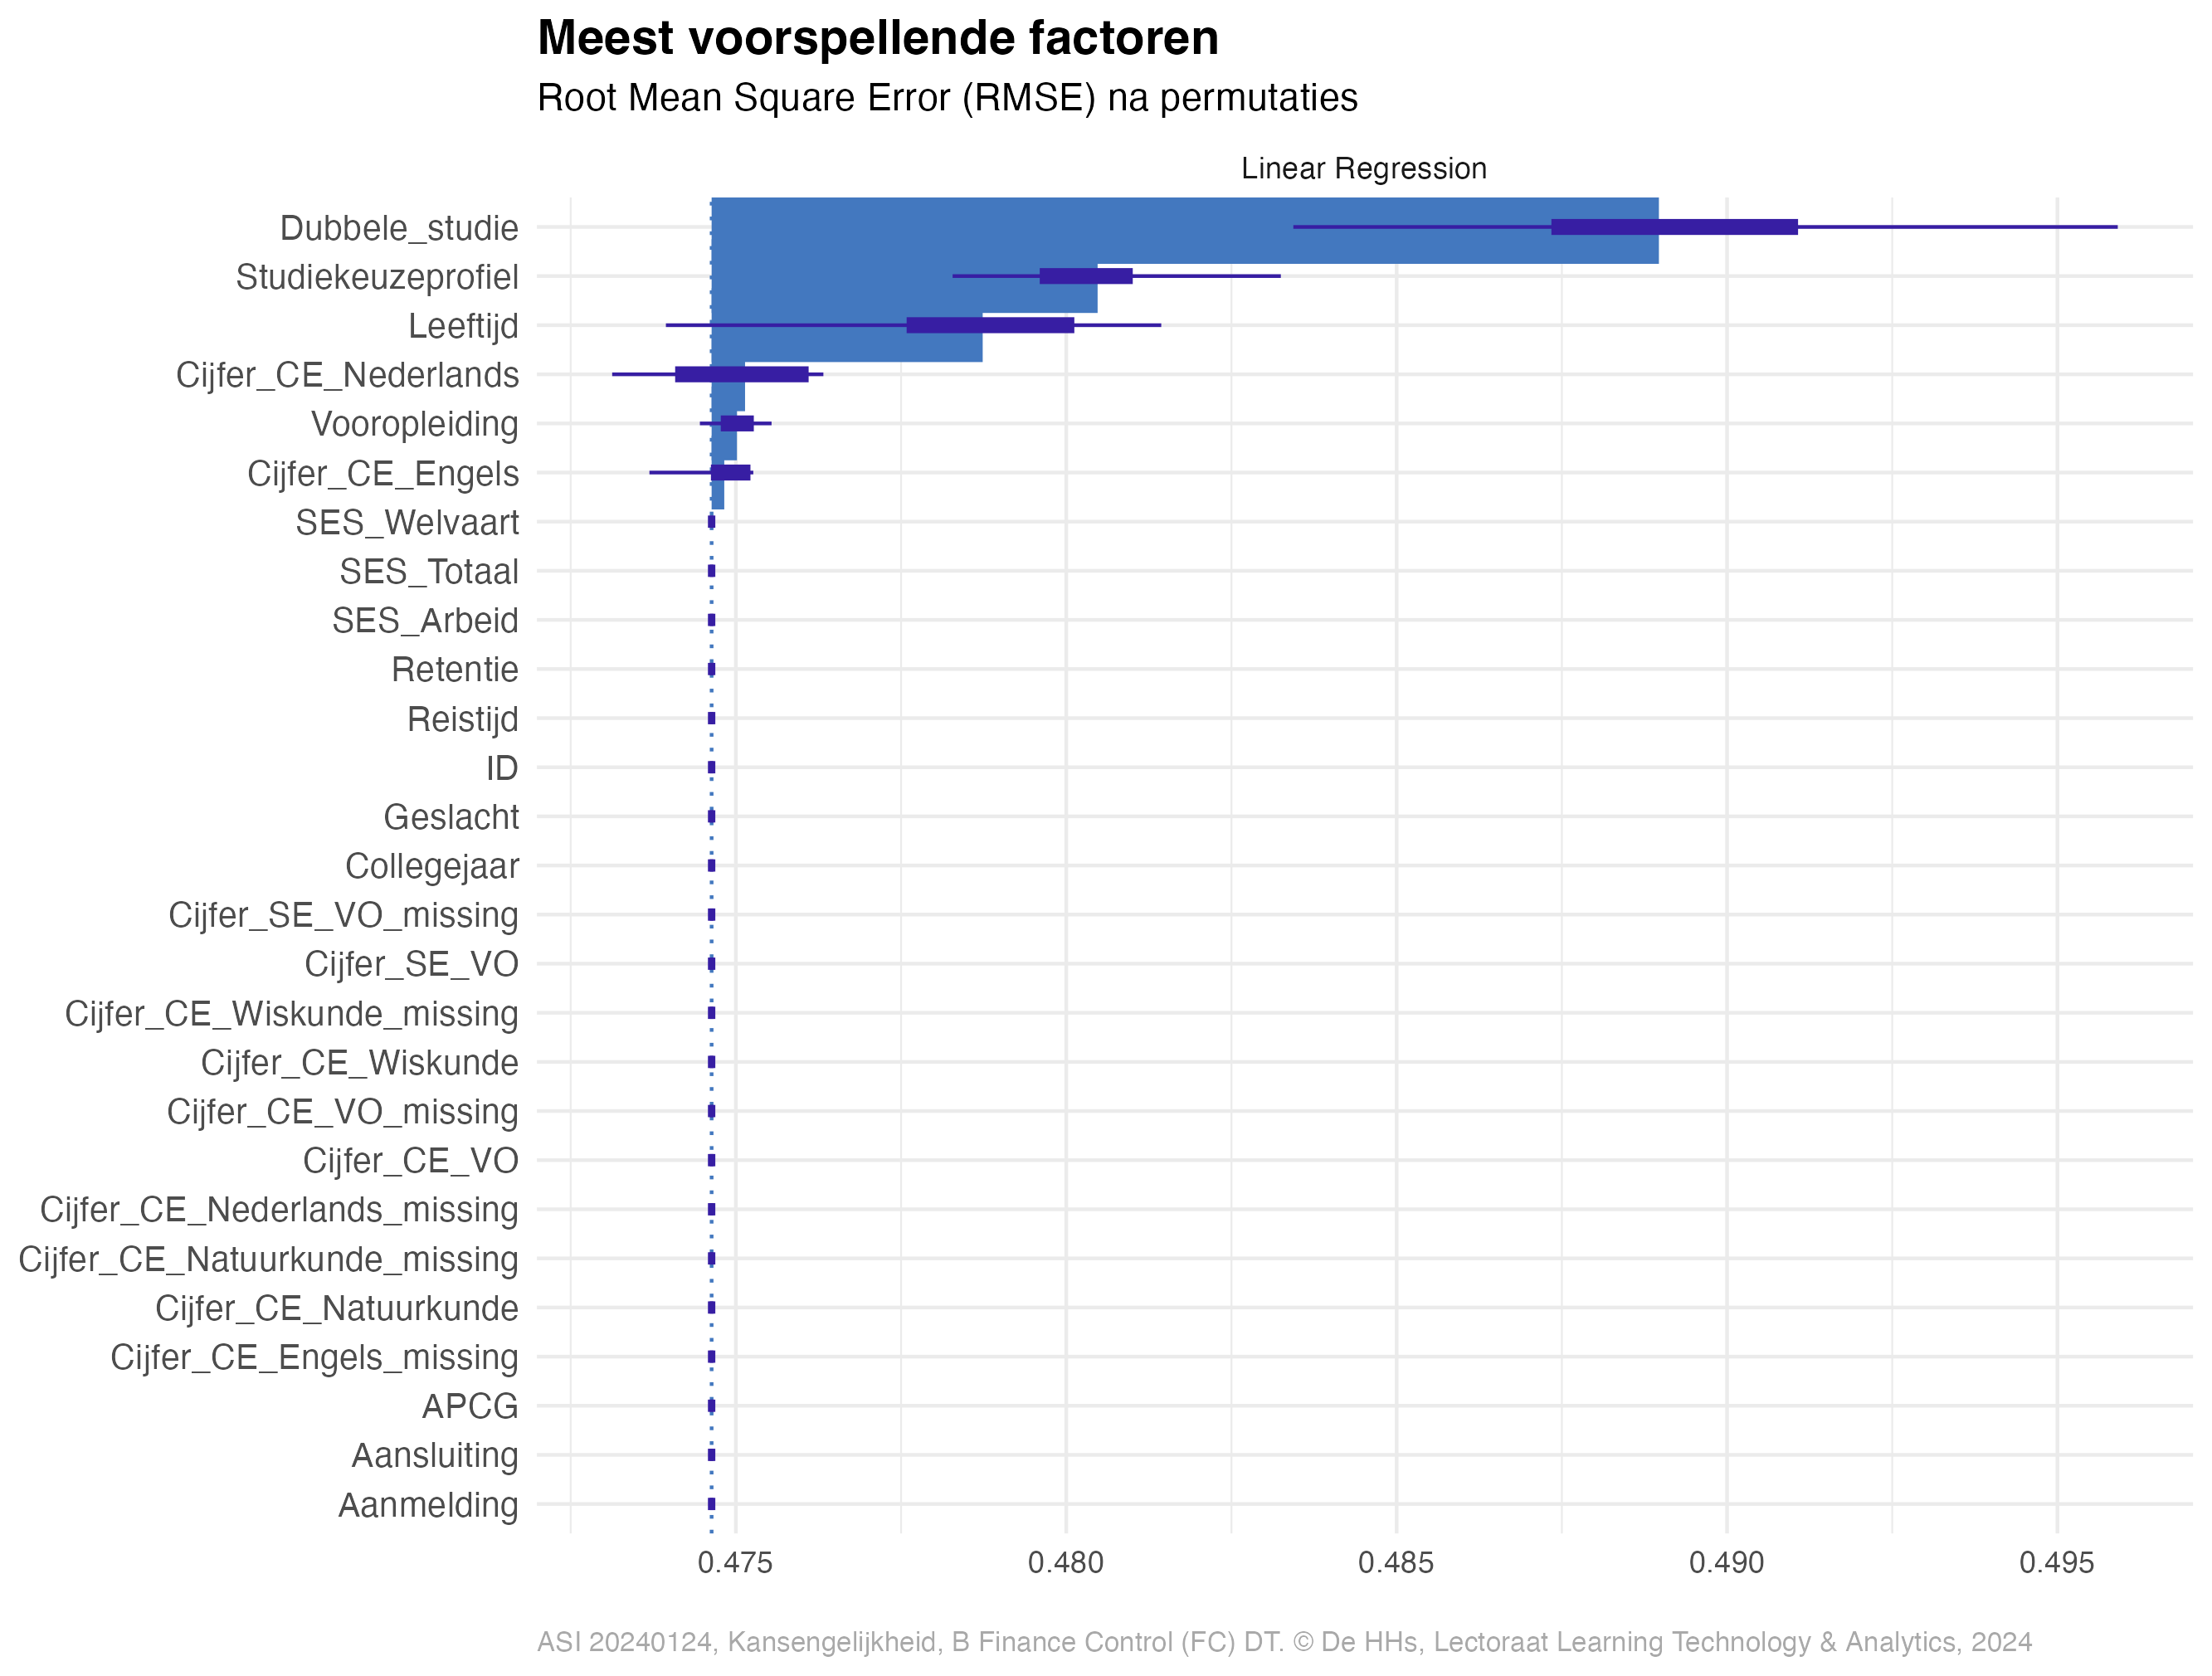 Meest voorspellende factoren
Root Mean Square Error (RMSE) na permutaties
Linear Regression
Dubbele_studie
Studiekeuzeprofiel
Leeftijd
Cijfer_CE_Nederlands
Vooropleiding
Cijfer_CE_Engels
SES_Welvaart
SES_Totaal
SES_Arbeid
Retentie
Reistijd
ID
Geslacht
Collegejaar
Cijfer_SE_VO_missing
Cijfer_SE_VO
Cijfer_CE_Wiskunde_missing
Cijfer_CE_Wiskunde
Cijfer_CE_VO_missing
Cijfer_CE_VO
Cijfer_CE_Nederlands_missing
Cijfer_CE_Natuurkunde_missing
Cijfer_CE_Natuurkunde
Cijfer_CE_Engels_missing
APCG
Aansluiting
Aanmelding
0.475 0.480 0.485 0.490 0.495
ASI 20240124, Kansengelijkheid, B Finance Control (FC) DT. © De HHs, Lectoraat Learning Technology & Analytics, 2024